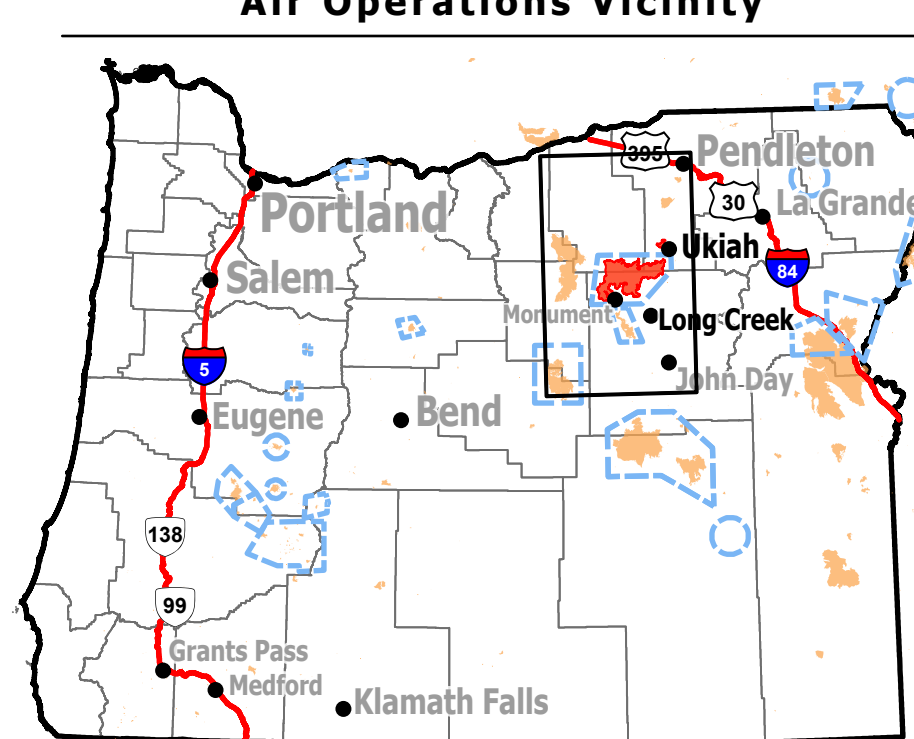 Air Operations Vicinity
395
Pendleton
30
La Grande
Portland
Ukiah
Salem
84
Monument
Long Creek
5
John Day
Eugene
Bend
138
99
Grants Pass
Medford
Klamath Falls